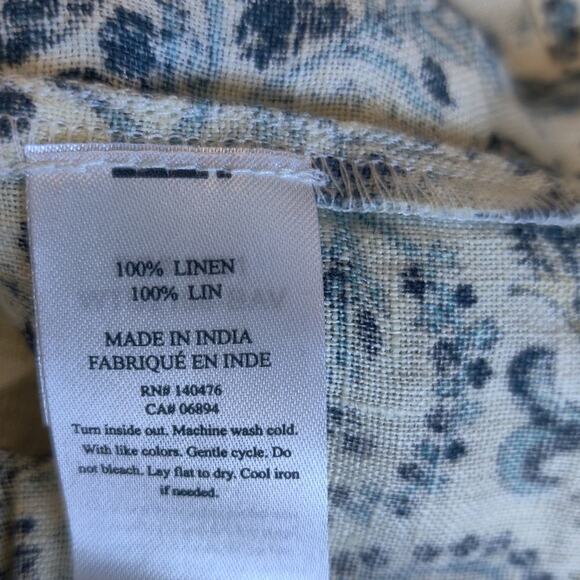 100% LINEN
100% LIN
MADE IN INDIA
FABRIQUÉ EN INDE
RN# 140476
CA# 06894
Turn inside out. Machine wash cold.
With like colors. Gentle cycle. Do
not bleach. Lay flat to dry. Cool iron
if needed.